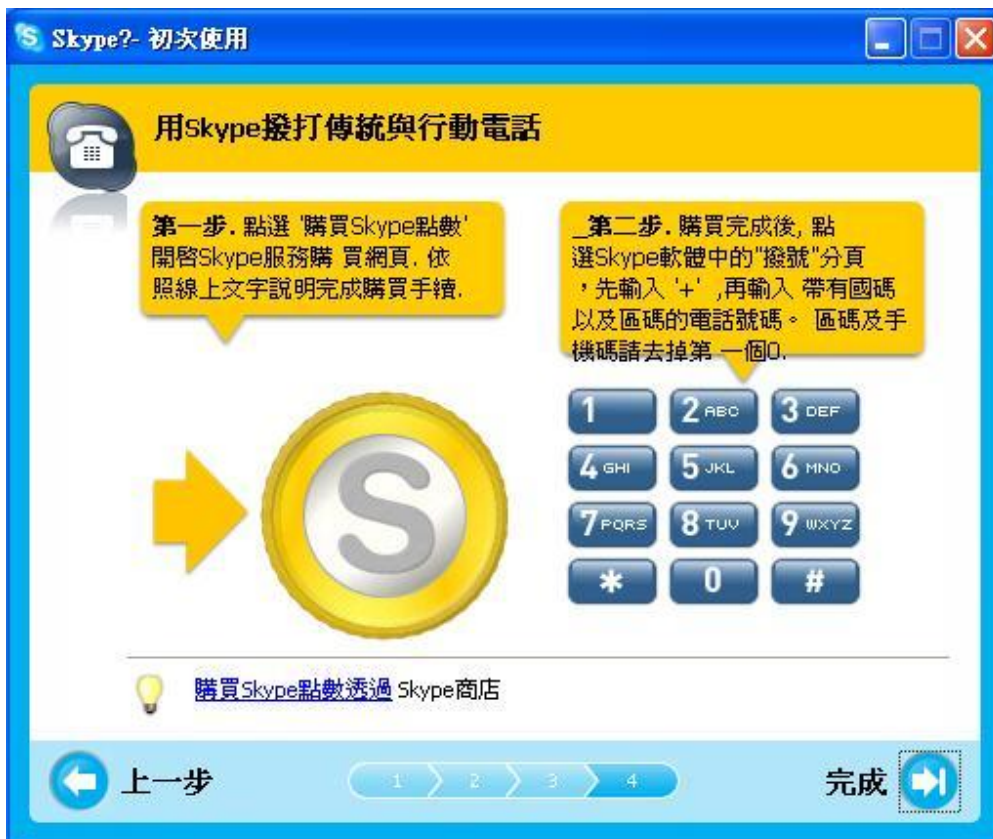 Skype?- 初次使用
用Skype撥打傳統與行動電話
第一步. 點選 '購買Skype點數'
開啟Skype服務購 買網頁. 依
照線上文字說明完成購買手續.
_第二步. 購買完成後, 點
選Skype軟體中的"撥號"分頁
，先輸入 '+' ,再輸入 帶有國碼
以及區碼的電話號碼。 區碼及手
機碼請去掉第 一個0.
S
1 2 ABC 3 DEF
4 GHI 5 JKL 6 MNO
7 PQRS 8 TUV 9 WXYZ
* 0 #
購買Skype點數透過 Skype商店
上一步 1 2 3 4 完成